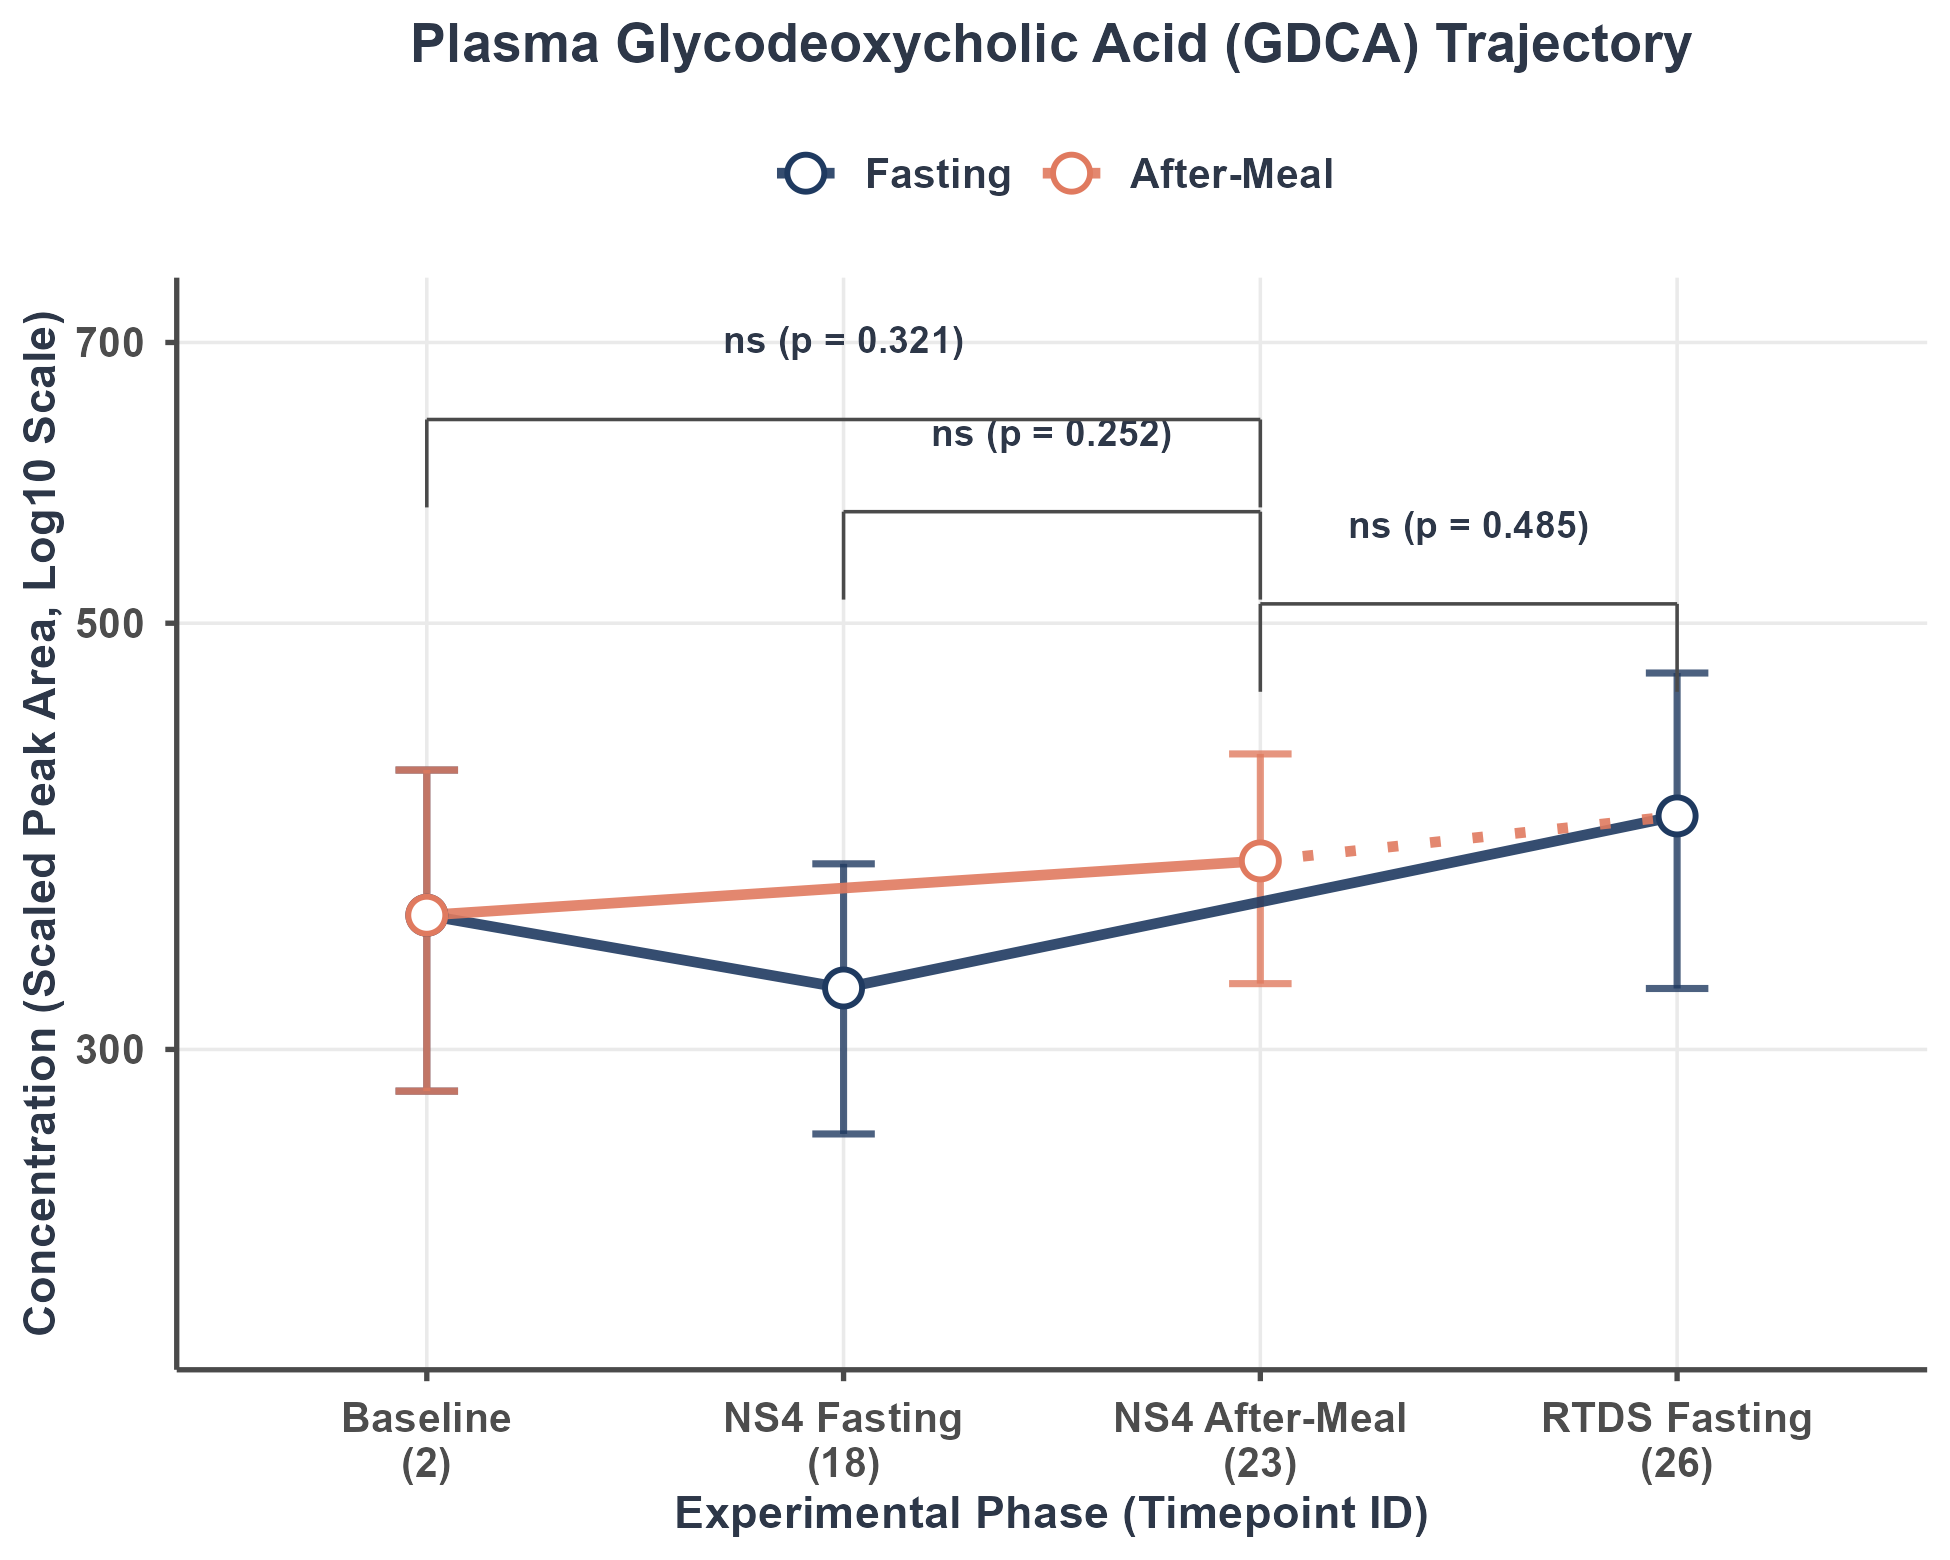 Plasma Glycodeoxycholic Acid (GDCA) Trajectory
Fasting
After-Meal
Concentration (Scaled Peak Area, Log10 Scale)
700
500
300
ns (p = 0.321)
ns (p = 0.252)
ns (p = 0.485)
Baseline
(2)
NS4 Fasting
(18)
NS4 After-Meal
(23)
RTDS Fasting
(26)
Experimental Phase (Timepoint ID)